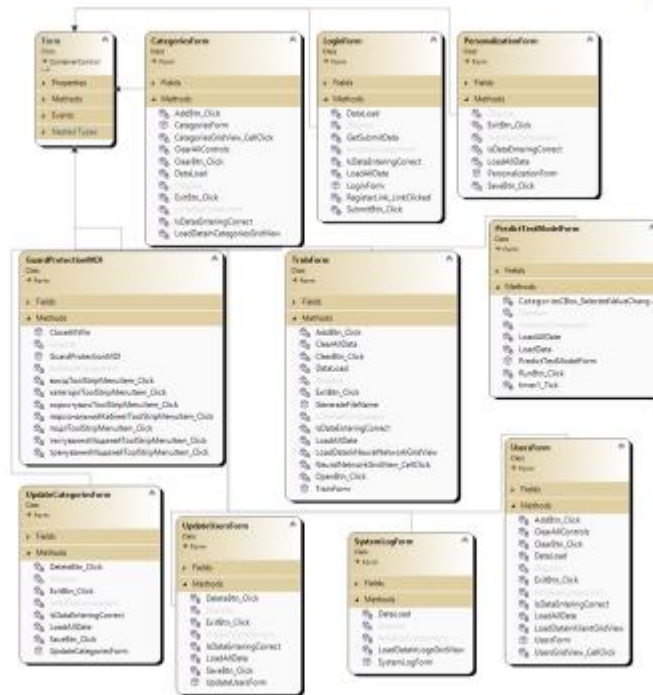 Form
Class
ContainerControl
Properties
Methods
Events
Nested Types
CategoriesForm
Class
Form
Fields
Methods
AddBtn_Click
CategoriesForm
CategoriesGridView_CellClick
ClearAllControls
ClearBtn_Click
DataLoad
ExitBtn_Click
IsDataEnteringCorrect
LoadDataInCategoriesGridView
LoginForm
Class
Form
Fields
Methods
DataLoad
GetSubmitData
IsDataEnteringCorrect
LoadAllData
LoginForm
RegisterLink_LinkClicked
SubmitBtn_Click
PersonalizationForm
Class
Form
Fields
Methods
ExitBtn_Click
IsDataEnteringCorrect
LoadAllData
PersonalizationForm
SaveBtn_Click
GuardProtectionMDI
Class
Form
Fields
Methods
CloseAllWin
GuardProtectionMDI
TrainForm
Class
Form
Fields
Methods
AddBtn_Click
ClearAllData
ClearBtn_Click
DataLoad
ExitBtn_Click
GenerateFileName
IsDataEnteringCorrect
LoadAllData
LoadDataInNeuralNetworkGridView
NeuralNetworkGridView_CellClick
OpenBtn_Click
TrainForm
PredictTestModelForm
Class
Form
Fields
Methods
CategoriesCBox_SelectedValueChang...
LoadAllData
LoadData
PredictTestModelForm
RunBtn_Click
timer1_Tick
UpdateCategoriesForm
Class
Form
Fields
Methods
DeleteBtn_Click
ExitBtn_Click
IsDataEnteringCorrect
LoadAllData
SaveBtn_Click
UpdateCategoriesForm
UpdateUsersForm
Class
Form
Fields
Methods
DeleteBtn_Click
ExitBtn_Click
IsDataEnteringCorrect
LoadAllData
SaveBtn_Click
UpdateUsersForm
SystemLogForm
Class
Form
Fields
Methods
DataLoad
LoadDataInLogsGridView
SystemLogForm
UsersForm
Class
Form
Fields
Methods
AddBtn_Click
ClearAllControls
ClearBtn_Click
DataLoad
ExitBtn_Click
IsDataEnteringCorrect
LoadAllData
LoadDataInKlientGridView
UsersForm
UsersGridView_CellClick